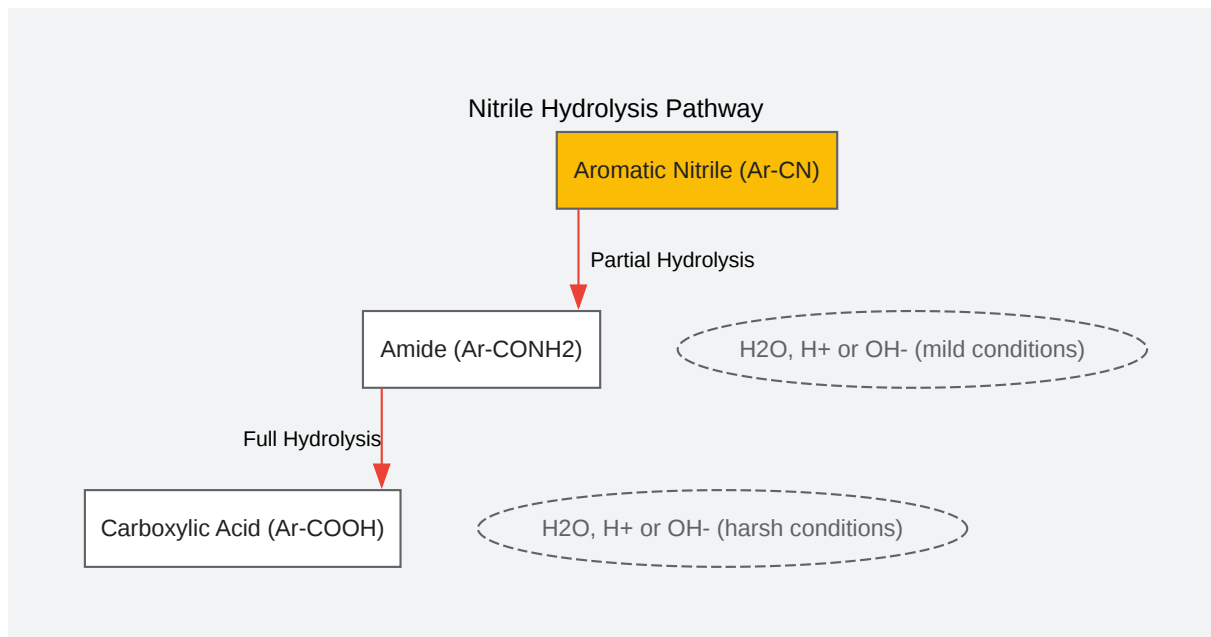 Nitrile Hydrolysis Pathway
Aromatic Nitrile (Ar-CN)
Partial Hydrolysis
Amide (Ar-CONH2)
H2O, H+ or OH- (mild conditions)
Full Hydrolysis
Carboxylic Acid (Ar-COOH)
H2O, H+ or OH- (harsh conditions)